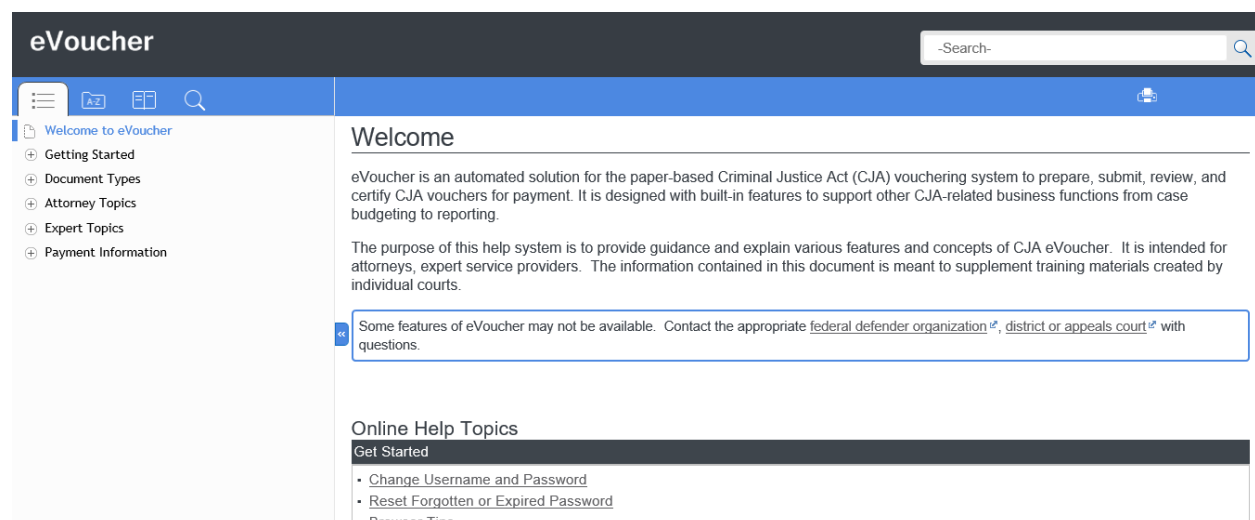 eVoucher
-Search-
A-Z
Welcome to eVoucher
Getting Started
Document Types
Attorney Topics
Expert Topics
Payment Information
Welcome
eVoucher is an automated solution for the paper-based Criminal Justice Act (CJA) vouchering system to prepare, submit, review, and
certify CJA vouchers for payment. It is designed with built-in features to support other CJA-related business functions from case
budgeting to reporting.
The purpose of this help system is to provide guidance and explain various features and concepts of CJA eVoucher.  It is intended for
attorneys, expert service providers.  The information contained in this document is meant to supplement training materials created by
individual courts.
Some features of eVoucher may not be available.  Contact the appropriate federal defender organization, district or appeals court with
questions.
Online Help Topics
Get Started
▪ Change Username and Password
▪ Reset Forgotten or Expired Password